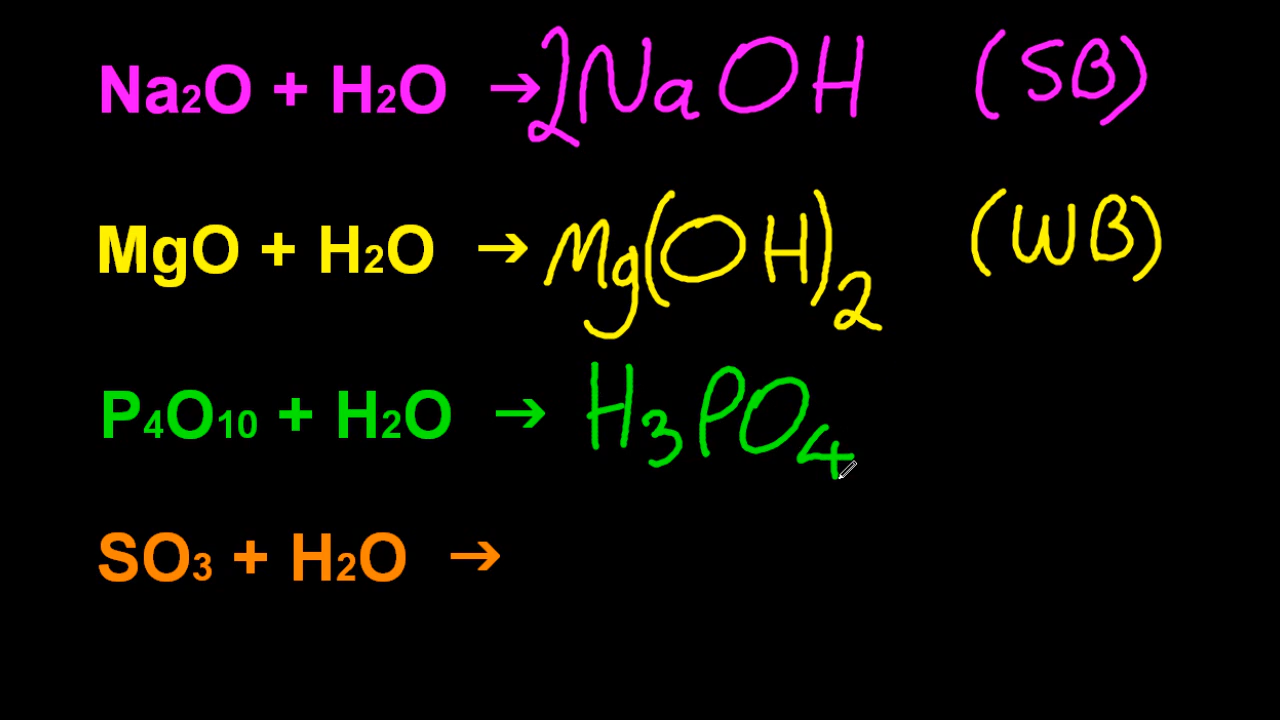 Na2O + H2O → 2NaOH (SB)
MgO + H2O → Mg(OH)2 (WB)
P4O10 + H2O → H3PO4
SO3 + H2O →